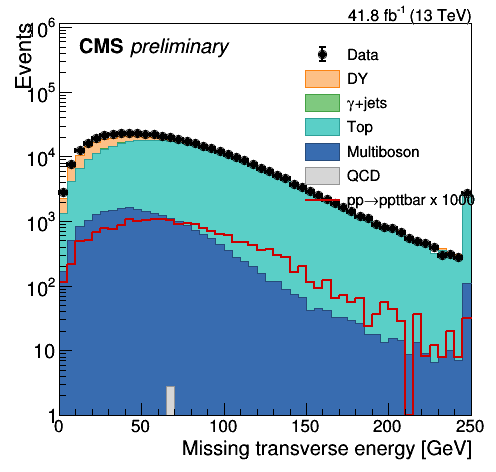 41.8 fb⁻¹ (13 TeV)
Events
CMS preliminary
Data
DY
γ+jets
Top
Multiboson
QCD
pp→ppttbar x 1000
10⁶
10⁵
10⁴
10³
10²
10
1
0 50 100 150 200 250
Missing transverse energy [GeV]